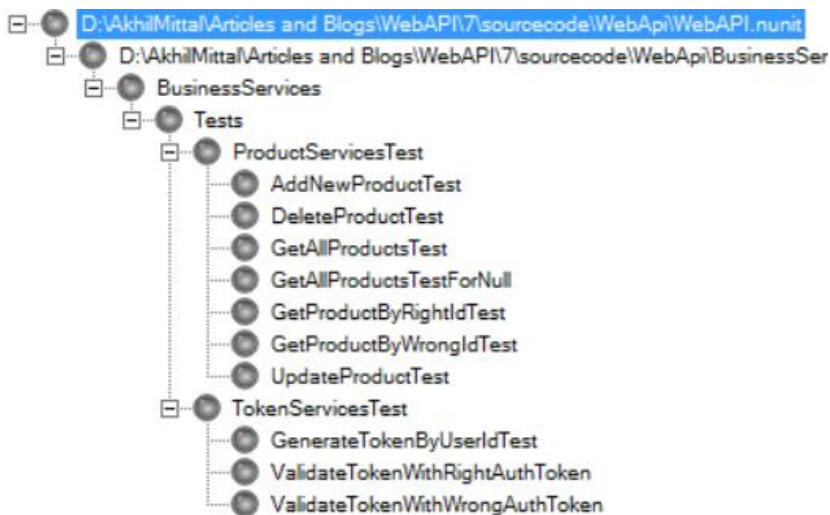 D:\AkhilMittal\Articles and Blogs\WebAPI\7\sourcecode\WebApi\WebAPI.nunit
D:\AkhilMittal\Articles and Blogs\WebAPI\7\sourcecode\WebApi\BusinessSer
BusinessServices
Tests
ProductServicesTest
AddNewProductTest
DeleteProductTest
GetAllProductsTest
GetAllProductsTestForNull
GetProductByRightIdTest
GetProductByWrongIdTest
UpdateProductTest
TokenServicesTest
GenerateTokenByUserIdTest
ValidateTokenWithRightAuthToken
ValidateTokenWithWrongAuthToken